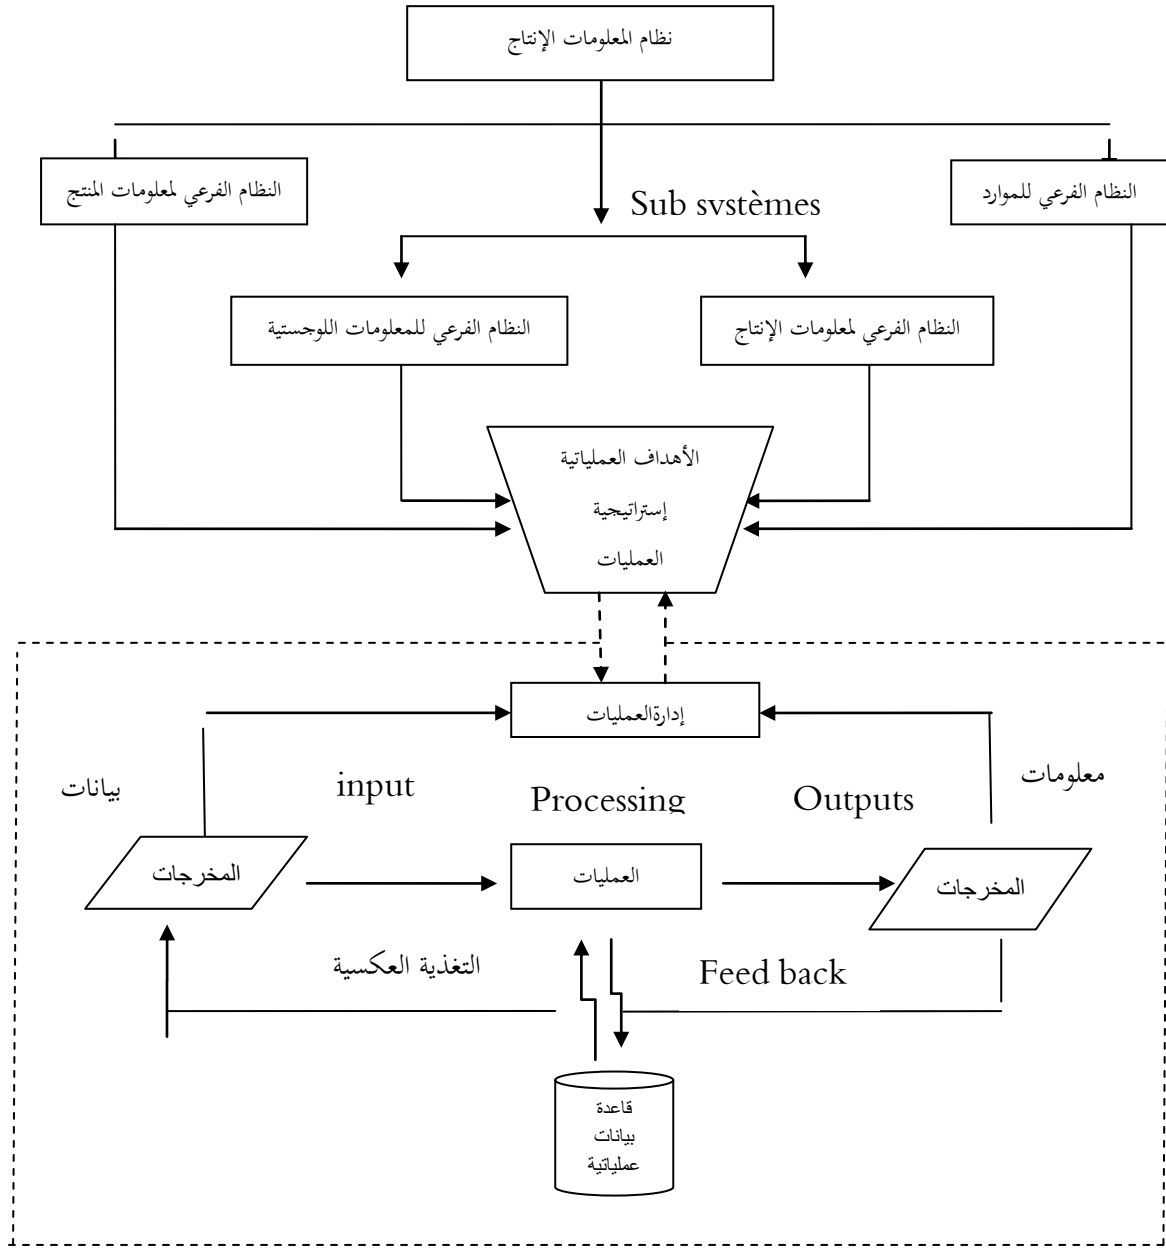 نظام المعلومات الإنتاج
النظام الفرعي للموارد
النظام الفرعي لمعلومات المنتج
Sub svstèmes
النظام الفرعي لمعلومات الإنتاج
النظام الفرعي للمعلومات اللوجستية
الأهداف العملياتية
إستراتيجية
العمليات
إدارةالعمليات
معلومات
بيانات
input
Processing
Outputs
المخرجات
العمليات
المخرجات
التغذية العكسية
Feed back
قاعدة
بيانات
عملياتية